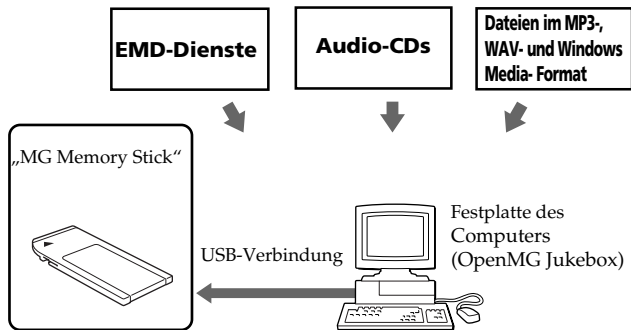 EMD-Dienste
Audio-CDs
Dateien im MP3-,
WAV- und Windows
Media- Format
„MG Memory Stick“
USB-Verbindung
Festplatte des
Computers
(OpenMG Jukebox)